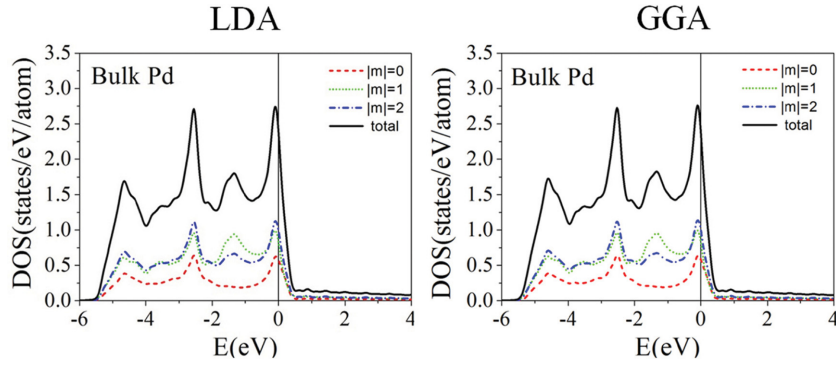 LDA
DOS(states/eV/atom)
3.5
3.0
2.5
2.0
1.5
1.0
0.5
0.0
Bulk Pd
|m|=0
|m|=1
|m|=2
total
-6
-4
-2
0
2
4
E(eV)
GGA
DOS(states/eV/atom)
3.5
3.0
2.5
2.0
1.5
1.0
0.5
0.0
Bulk Pd
|m|=0
|m|=1
|m|=2
total
-6
-4
-2
0
2
4
E(eV)